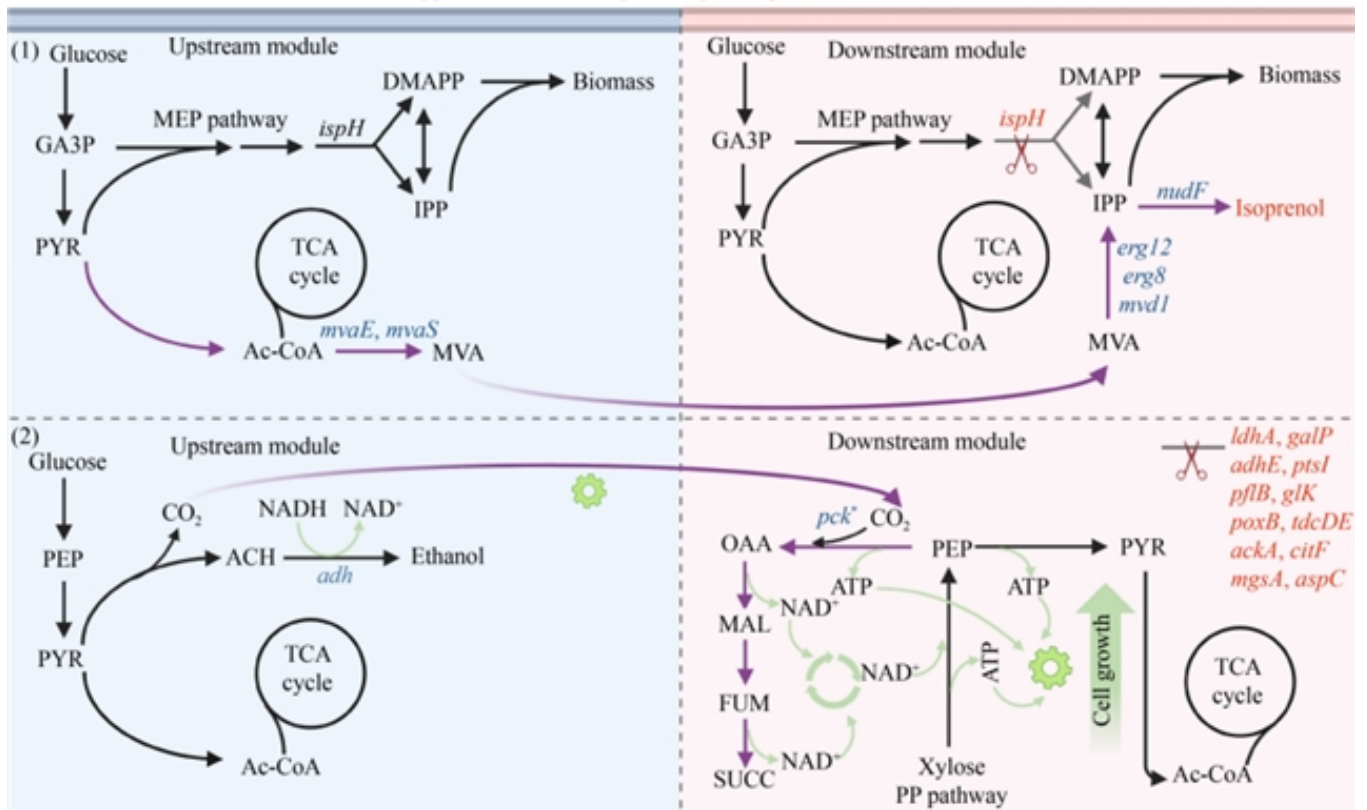 (1)
Upstream module
Glucose
GA3P
MEP pathway
ispH
DMAPP
Biomass
IPP
PYR
TCA
cycle
mvaE, mvaS
Ac-CoA
MVA
Downstream module
Glucose
GA3P
MEP pathway
ispH
DMAPP
Biomass
IPP
nudF
Isoprenol
PYR
TCA
cycle
erg12
erg8
mvd1
Ac-CoA
MVA
(2)
Upstream module
Glucose
CO2
NADH
NAD+
PEP
ACH
Ethanol
adh
PYR
TCA
cycle
Ac-CoA
Downstream module
ldhA, galP
adhE, ptsI
pflB, glK
poxB, tdcDE
ackA, citF
mgsA, aspC
pck*
CO2
OAA
PEP
PYR
ATP
ATP
NAD+
MAL
NAD+
ATP
Cell growth
TCA
cycle
FUM
NAD+
SUCC
Xylose
PP pathway
Ac-CoA